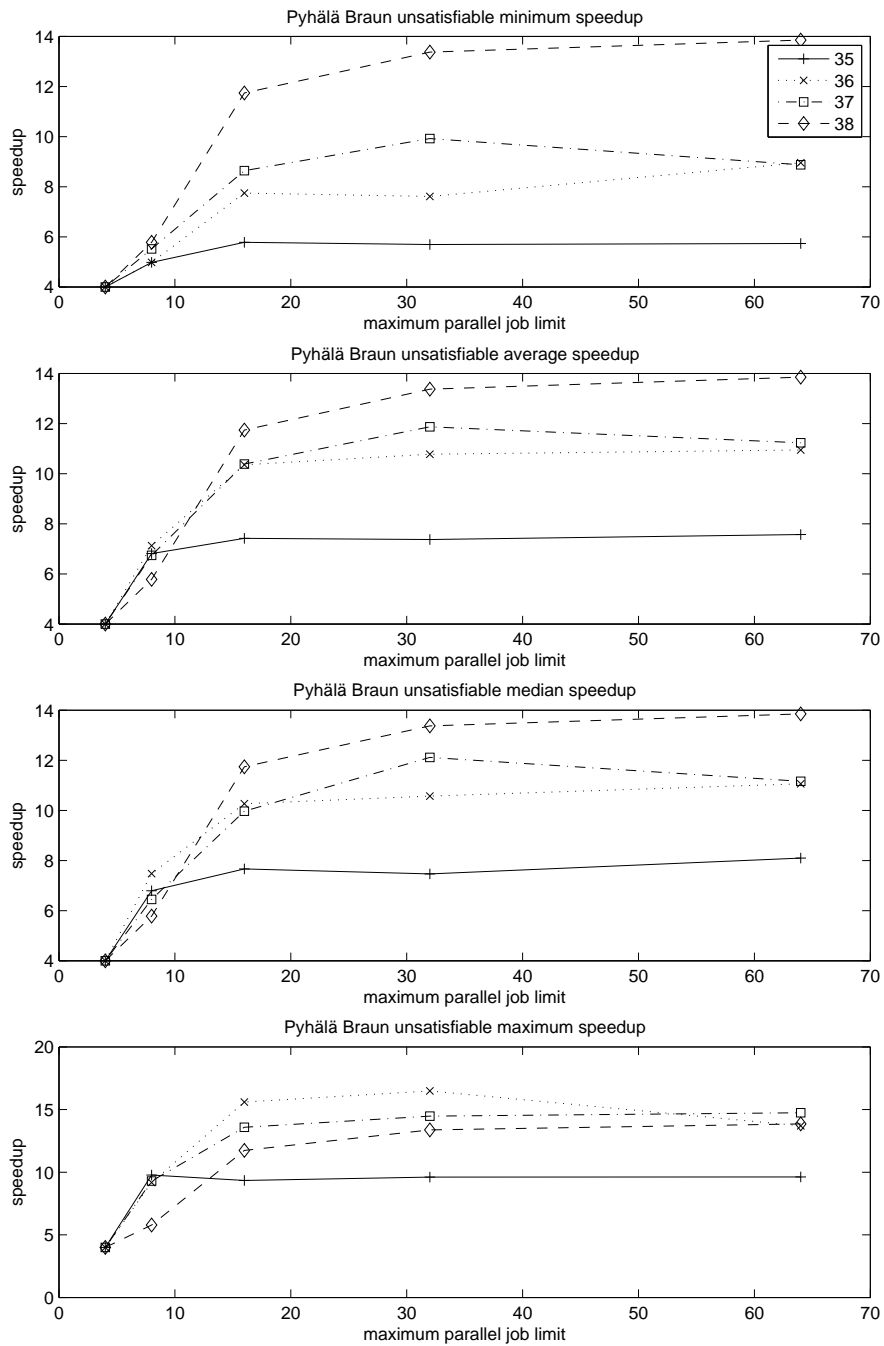 Pyhälä Braun unsatisfiable minimum speedup
14
12
10
8
6
4
speedup
35
36
37
38
0 10 20 30 40 50 60 70
maximum parallel job limit
Pyhälä Braun unsatisfiable average speedup
14
12
10
8
6
4
speedup
0 10 20 30 40 50 60 70
maximum parallel job limit
Pyhälä Braun unsatisfiable median speedup
14
12
10
8
6
4
speedup
0 10 20 30 40 50 60 70
maximum parallel job limit
Pyhälä Braun unsatisfiable maximum speedup
20
15
10
5
0
speedup
0 10 20 30 40 50 60 70
maximum parallel job limit